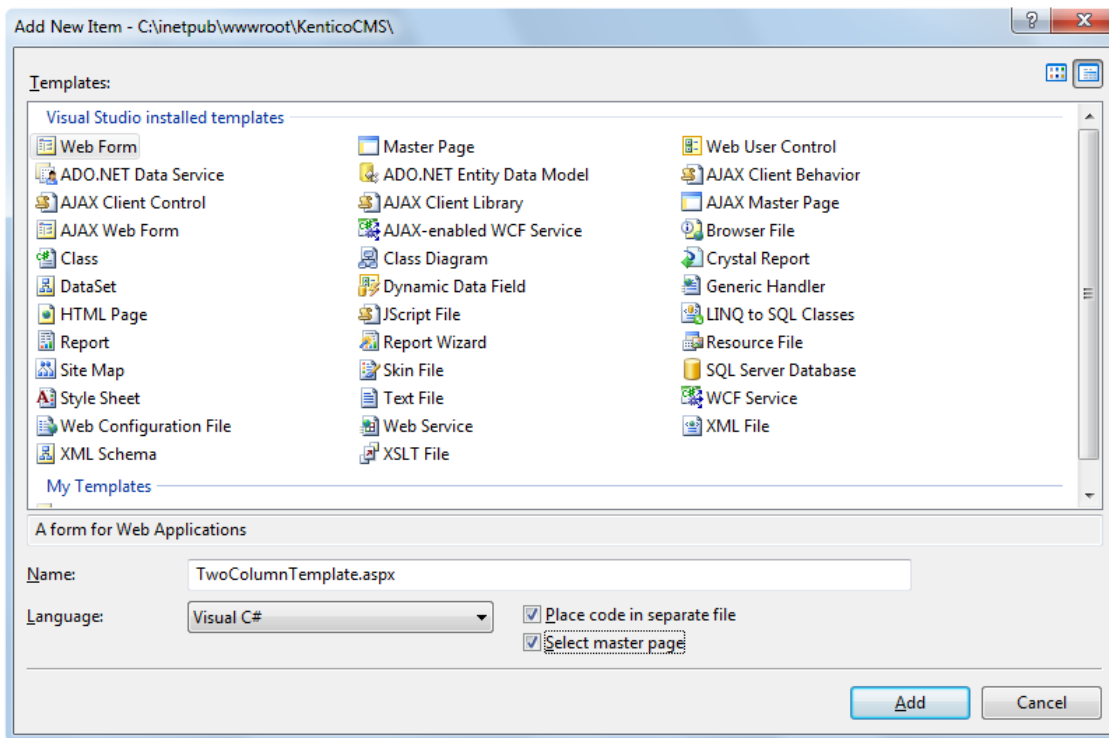 Add New Item - C:\inetpub\wwwroot\KenticoCMS\
Templates:
Visual Studio installed templates
Web Form Master Page Web User Control
ADO.NET Data Service ADO.NET Entity Data Model AJAX Client Behavior
AJAX Client Control AJAX Client Library AJAX Master Page
AJAX Web Form AJAX-enabled WCF Service Browser File
Class Class Diagram Crystal Report
DataSet Dynamic Data Field Generic Handler
HTML Page JScript File LINQ to SQL Classes
Report Report Wizard Resource File
Site Map Skin File SQL Server Database
Style Sheet Text File WCF Service
Web Configuration File Web Service XML File
XML Schema XSLT File
My Templates
A form for Web Applications
Name: TwoColumnTemplate.aspx
Language: Visual C# Place code in separate file
Select master page
Add Cancel